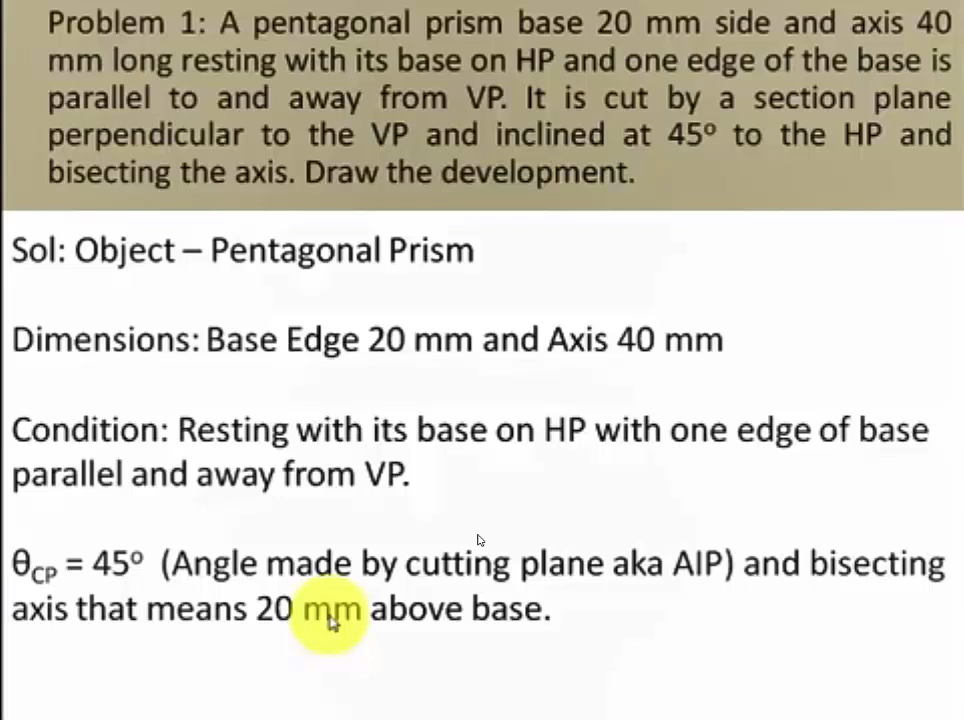 Problem 1: A pentagonal prism base 20 mm side and axis 40
mm long resting with its base on HP and one edge of the base is
parallel to and away from VP. It is cut by a section plane
perpendicular to the VP and inclined at 45º to the HP and
bisecting the axis. Draw the development.
Sol: Object – Pentagonal Prism
Dimensions: Base Edge 20 mm and Axis 40 mm
Condition: Resting with its base on HP with one edge of base
parallel and away from VP.
θCP = 45º (Angle made by cutting plane aka AIP) and bisecting
axis that means 20 mm above base.